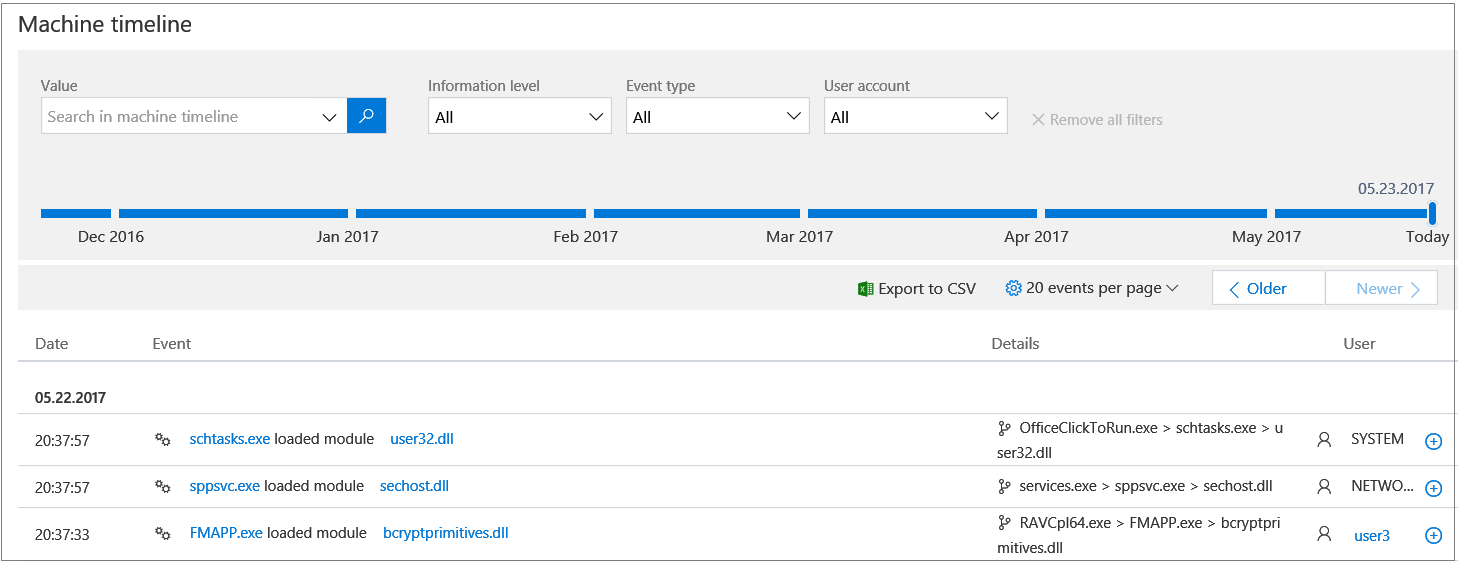 Machine timeline
Value
Information level
Event type
User account
Search in machine timeline
All
All
All
Remove all filters
05.23.2017
Dec 2016
Jan 2017
Feb 2017
Mar 2017
Apr 2017
May 2017
Today
Export to CSV
20 events per page
Older
Newer
Date
Event
Details
User
05.22.2017
20:37:57
schtasks.exe loaded module user32.dll
OfficeClickToRun.exe > schtasks.exe > u
ser32.dll
SYSTEM
20:37:57
sppsvc.exe loaded module sechost.dll
services.exe > sppsvc.exe > sechost.dll
NETWO...
20:37:33
FMAPP.exe loaded module bcryptprimitives.dll
RAVCpl64.exe > FMAPP.exe > bcryptpri
mitives.dll
user3